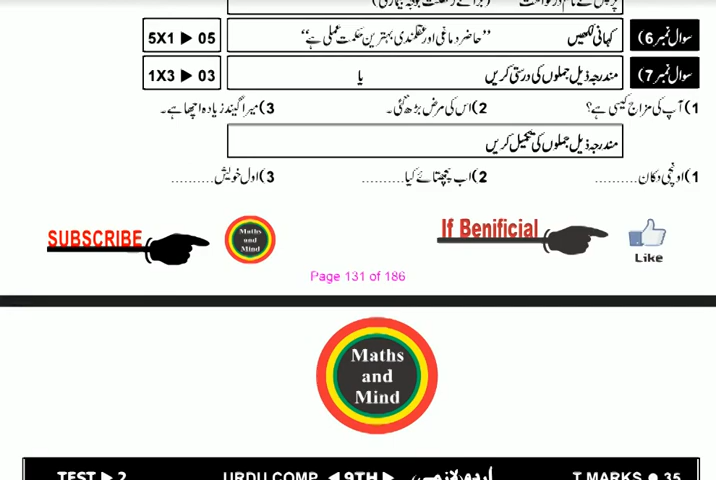 سوال نمبر 6) کہانی لکھیں "حاضر دماغی اور عقلمندی بہترین حکمت عملی ہے" 5X1 ▶ 05
سوال نمبر 7) مندرجہ ذیل جملوں کی درستی کریں یا 1X3 ▶ 03
1) آپ کی مزاج کیسی ہے؟ 2) اس کی مرض بڑھ گئی۔ 3) میرا گیند زیادہ اچھا ہے۔
مندرجہ ذیل جملوں کی تکمیل کریں
1) اونچی دکان .......... 2) اب پچھتائے کیا .......... 3) اول خویش ..........
SUBSCRIBE
Maths
and
Mind
If Benificial
Like
Page 131 of 186
Maths
and
Mind
TEST ▶ 2 URDU COMP ◀ 9TH ▶ اردو لازمی T MARKS ● 35